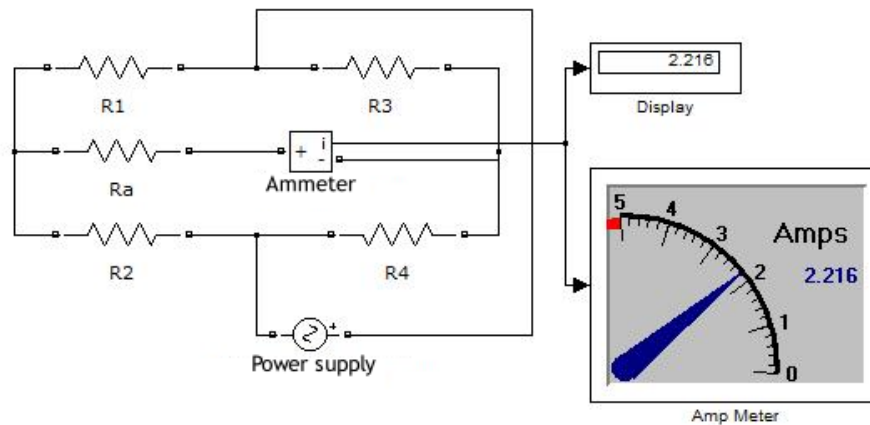 2.216
Display
R1
R3
+ i -
Ra
Ammeter
R2
R4
+
Power supply
5
4
3
2
1
0
Amps
2.216
Amp Meter